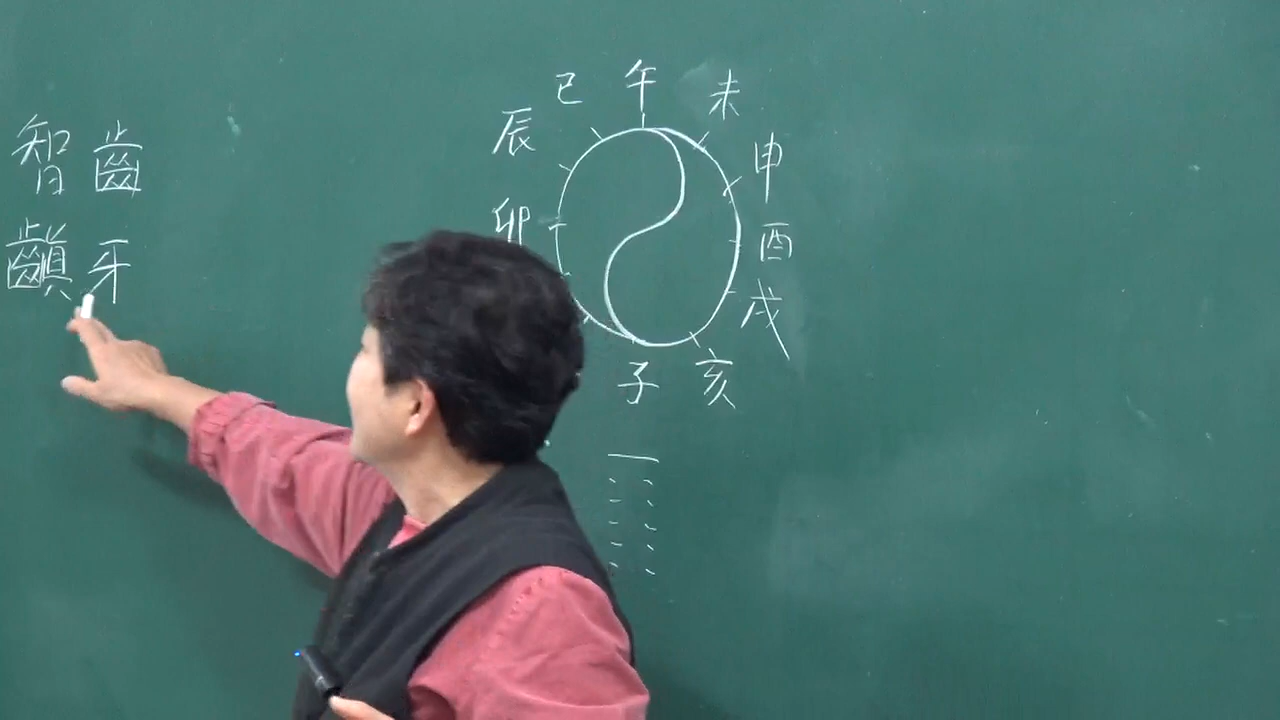 智齒
齻牙
午
未
申
酉
戌
亥
子
卯
辰
巳